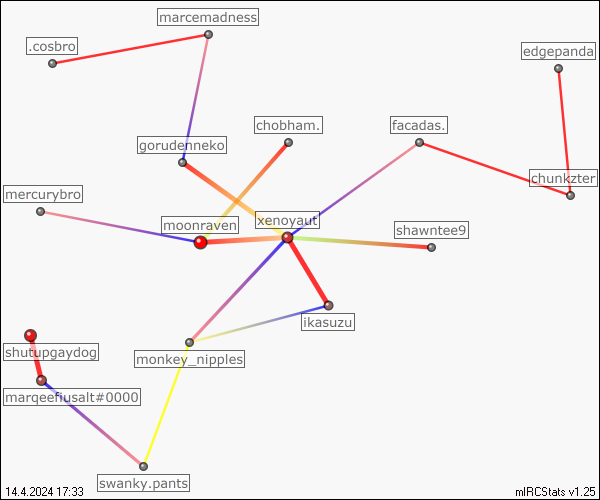 marcemadness
.cosbro
edgepanda
chobham.
facadas.
gorudenneko
chunkzter
mercurybro
moonraven
xenoyaut
shawntee9
ikasuzu
shutupgaydog
monkey_nipples
marqeefiusalt#0000
swanky.pants
14.4.2024 17:33
mIRCStats v1.25